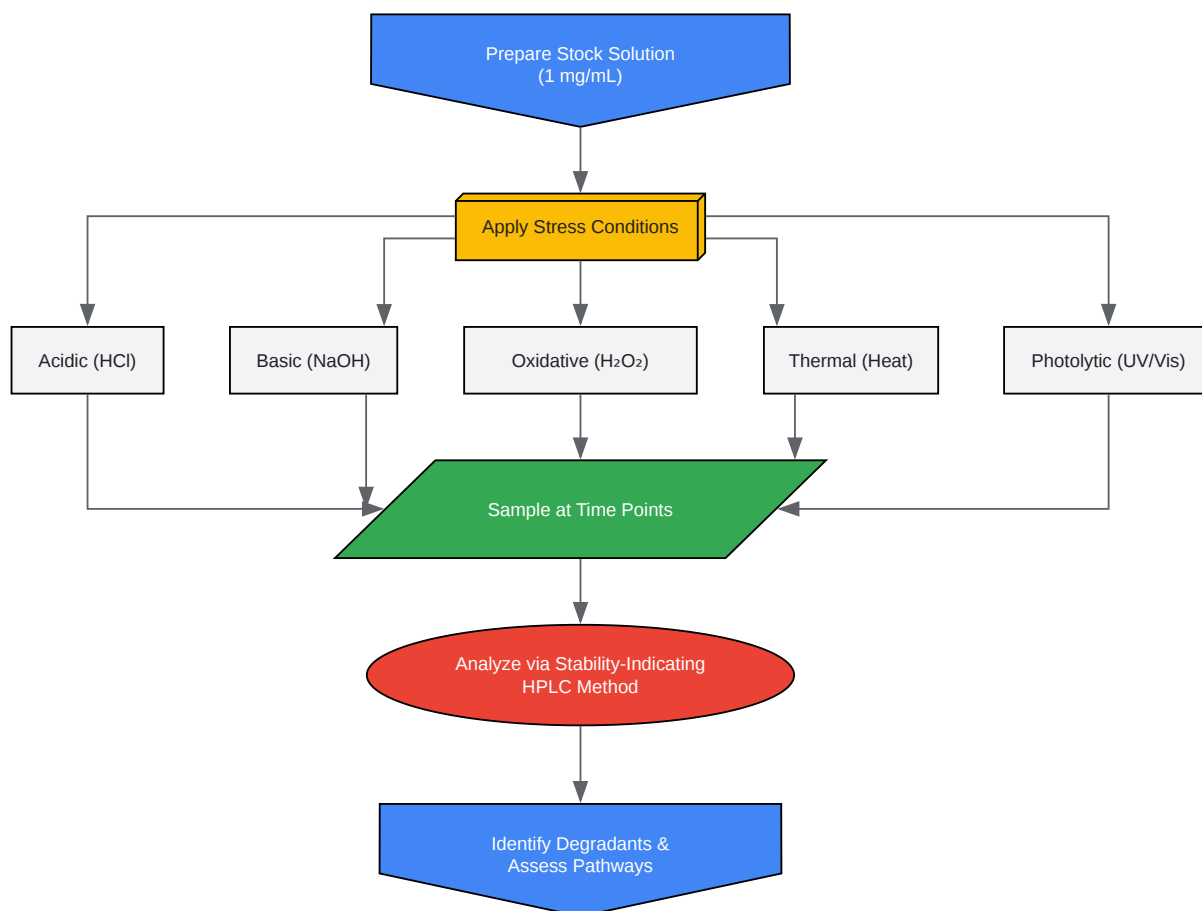 Prepare Stock Solution
(1 mg/mL)
Apply Stress Conditions
Acidic (HCl)
Basic (NaOH)
Oxidative (H₂O₂)
Thermal (Heat)
Photolytic (UV/Vis)
Sample at Time Points
Analyze via Stability-Indicating
HPLC Method
Identify Degradants &
Assess Pathways